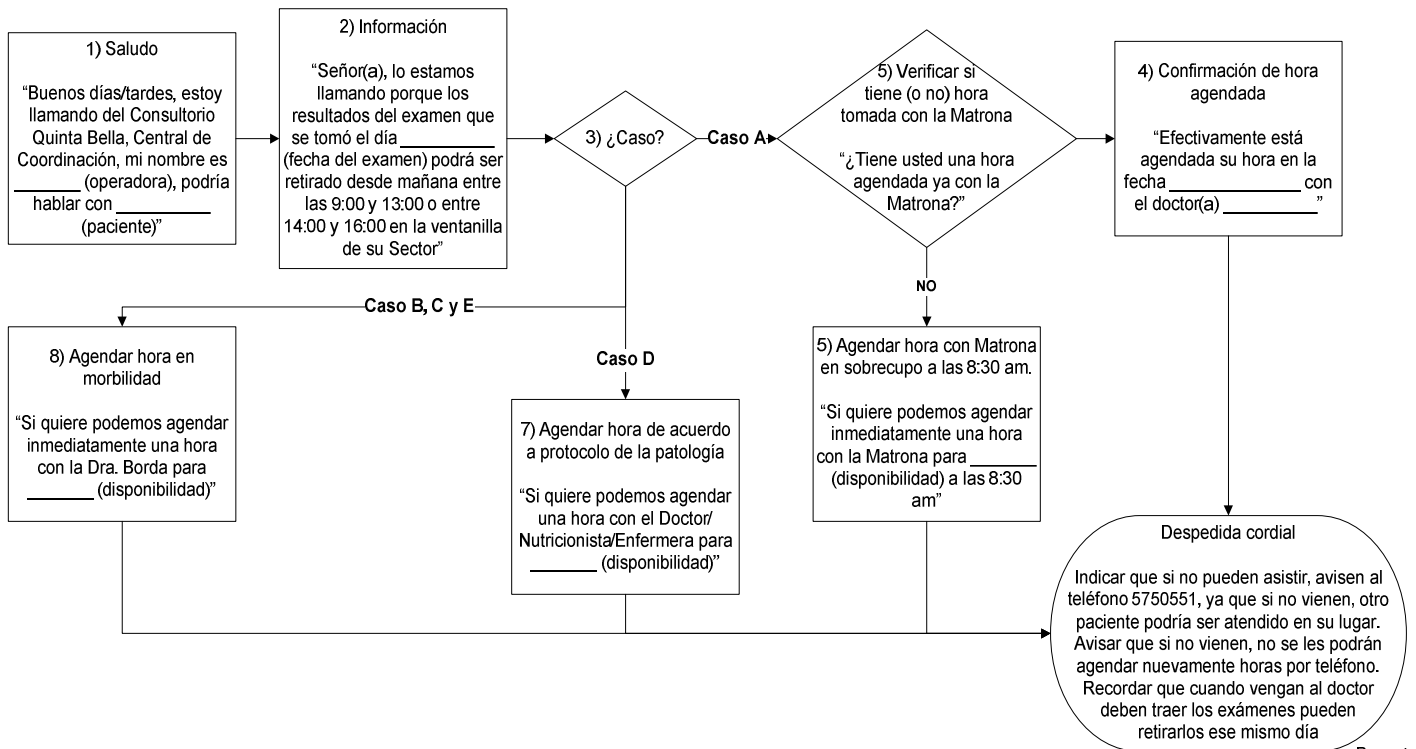 1) Saludo
“Buenos días/tardes, estoy
llamando del Consultorio
Quinta Bella, Central de
Coordinación, mi nombre es
________ (operadora), podría
hablar con ___________
(paciente)”
2) Información
“Señor(a), lo estamos
llamando porque los
resultados del examen que
se tomó el día ___________
(fecha del examen) podrá ser
retirado desde mañana entre
las 9:00 y 13:00 o entre
14:00 y 16:00 en la ventanilla
de su Sector”
3) ¿Caso?
Caso A
5) Verificar si
tiene (o no) hora
tomada con la Matrona
“¿Tiene usted una hora
agendada ya con la
Matrona?”
4) Confirmación de hora
agendada
“Efectivamente está
agendada su hora en la
fecha ________________ con
el doctor(a) ___________”
NO
Caso B, C y E
Caso D
8) Agendar hora en
morbilidad
“Si quiere podemos agendar
inmediatamente una hora
con la Dra. Borda para
________ (disponibilidad)”
7) Agendar hora de acuerdo
a protocolo de la patología
“Si quiere podemos agendar
una hora con el Doctor/
Nutricionista/Enfermera para
________ (disponibilidad)”
5) Agendar hora con Matrona
en sobrecupo a las 8:30 am.
“Si quiere podemos agendar
inmediatamente una hora
con la Matrona para ________
(disponibilidad) a las 8:30
am”
Despedida cordial
Indicar que si no pueden asistir, avisen al
teléfono 5750551, ya que si no vienen, otro
paciente podría ser atendido en su lugar.
Avisar que si no vienen, no se les podrán
agendar nuevamente horas por teléfono.
Recordar que cuando vengan al doctor
deben traer los exámenes pueden
retirarlos ese mismo día